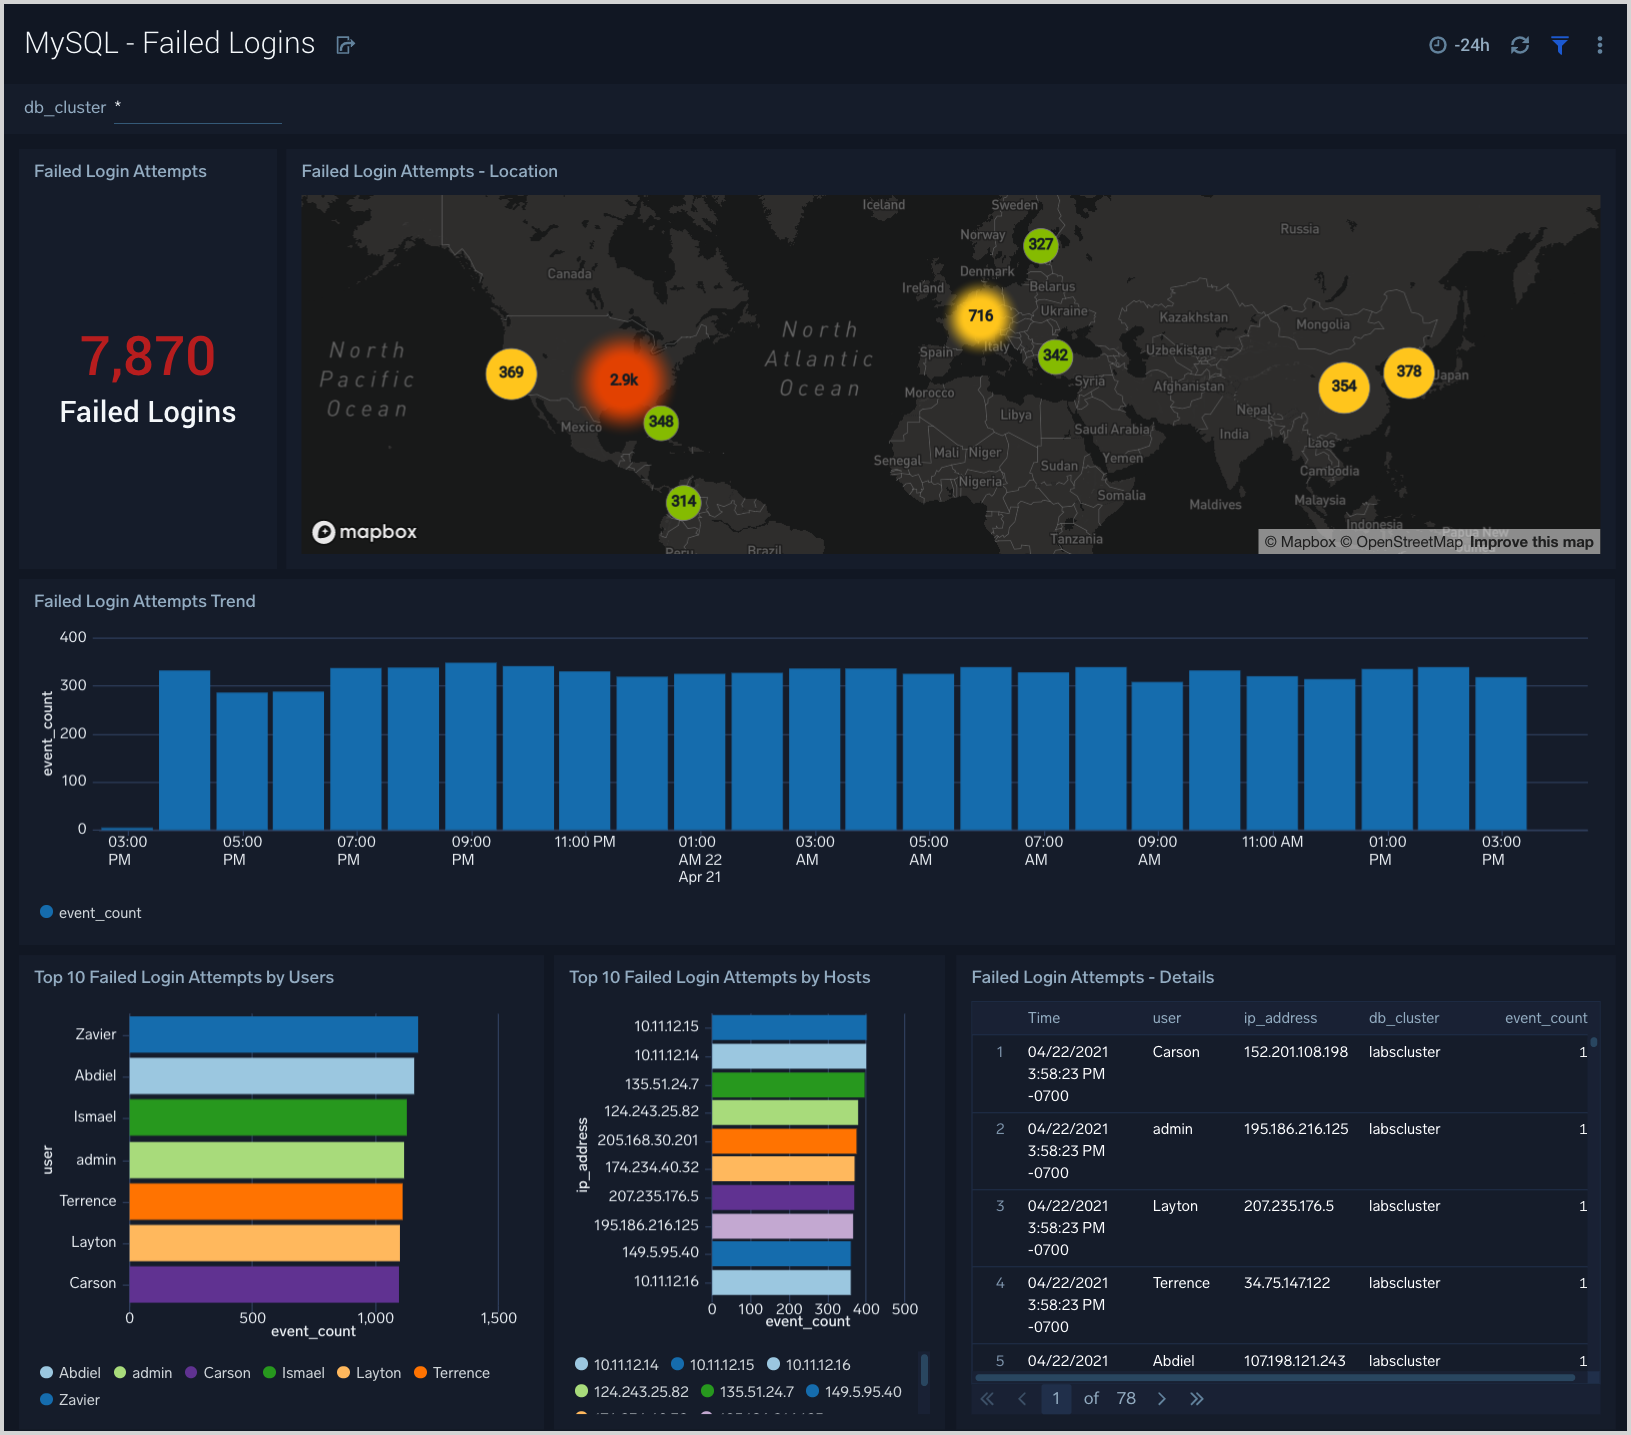 MySQL - Failed Logins
-24h
db_cluster *
Failed Login Attempts
7,870
Failed Logins
Failed Login Attempts - Location
Iceland
Sweden
Norway
327
Russia
Canada
Denmark
Ireland
Belarus
716
Ukraine
Kazakhstan
Mongolia
North
Pacific
Ocean
North
Atlantic
Ocean
Spain
Italy
342
Uzbekistan
369
2.9k
Syria
Afghanistan
354
378
Japan
Morocco
Mexico
348
Libya
Saudi Arabia
Nepal
India
Laos
Senegal
Mali
Niger
Sudan
Yemen
Cambodia
Nigeria
314
Somalia
Maldives
Malaysia
Indonesia
mapbox
Tanzania
Peru
Brazil
Papua New
© Mapbox © OpenStreetMap Improve this map
Failed Login Attempts Trend
event_count
400
300
200
100
0
03:00 PM
05:00 PM
07:00 PM
09:00 PM
11:00 PM
01:00 AM 22 Apr 21
03:00 AM
05:00 AM
07:00 AM
09:00 AM
11:00 AM
01:00 PM
03:00 PM
event_count
Top 10 Failed Login Attempts by Users
user
Zavier
Abdiel
Ismael
admin
Terrence
Layton
Carson
0 500 1,000 1,500
event_count
Abdiel admin Carson Ismael Layton Terrence
Zavier
Top 10 Failed Login Attempts by Hosts
ip_address
10.11.12.15
10.11.12.14
135.51.24.7
124.243.25.82
205.168.30.201
174.234.40.32
207.235.176.5
195.186.216.125
149.5.95.40
10.11.12.16
0 100 200 300 400 500
event_count
10.11.12.14 10.11.12.15 10.11.12.16
124.243.25.82 135.51.24.7 149.5.95.40
Failed Login Attempts - Details
Time user ip_address db_cluster event_count
1 04/22/2021 Carson 152.201.108.198 labscluster 1
3:58:23 PM
-0700
2 04/22/2021 admin 195.186.216.125 labscluster 1
3:58:23 PM
-0700
3 04/22/2021 Layton 207.235.176.5 labscluster 1
3:58:23 PM
-0700
4 04/22/2021 Terrence 34.75.147.122 labscluster 1
3:58:23 PM
-0700
5 04/22/2021 Abdiel 107.198.121.243 labscluster 1
1 of 78